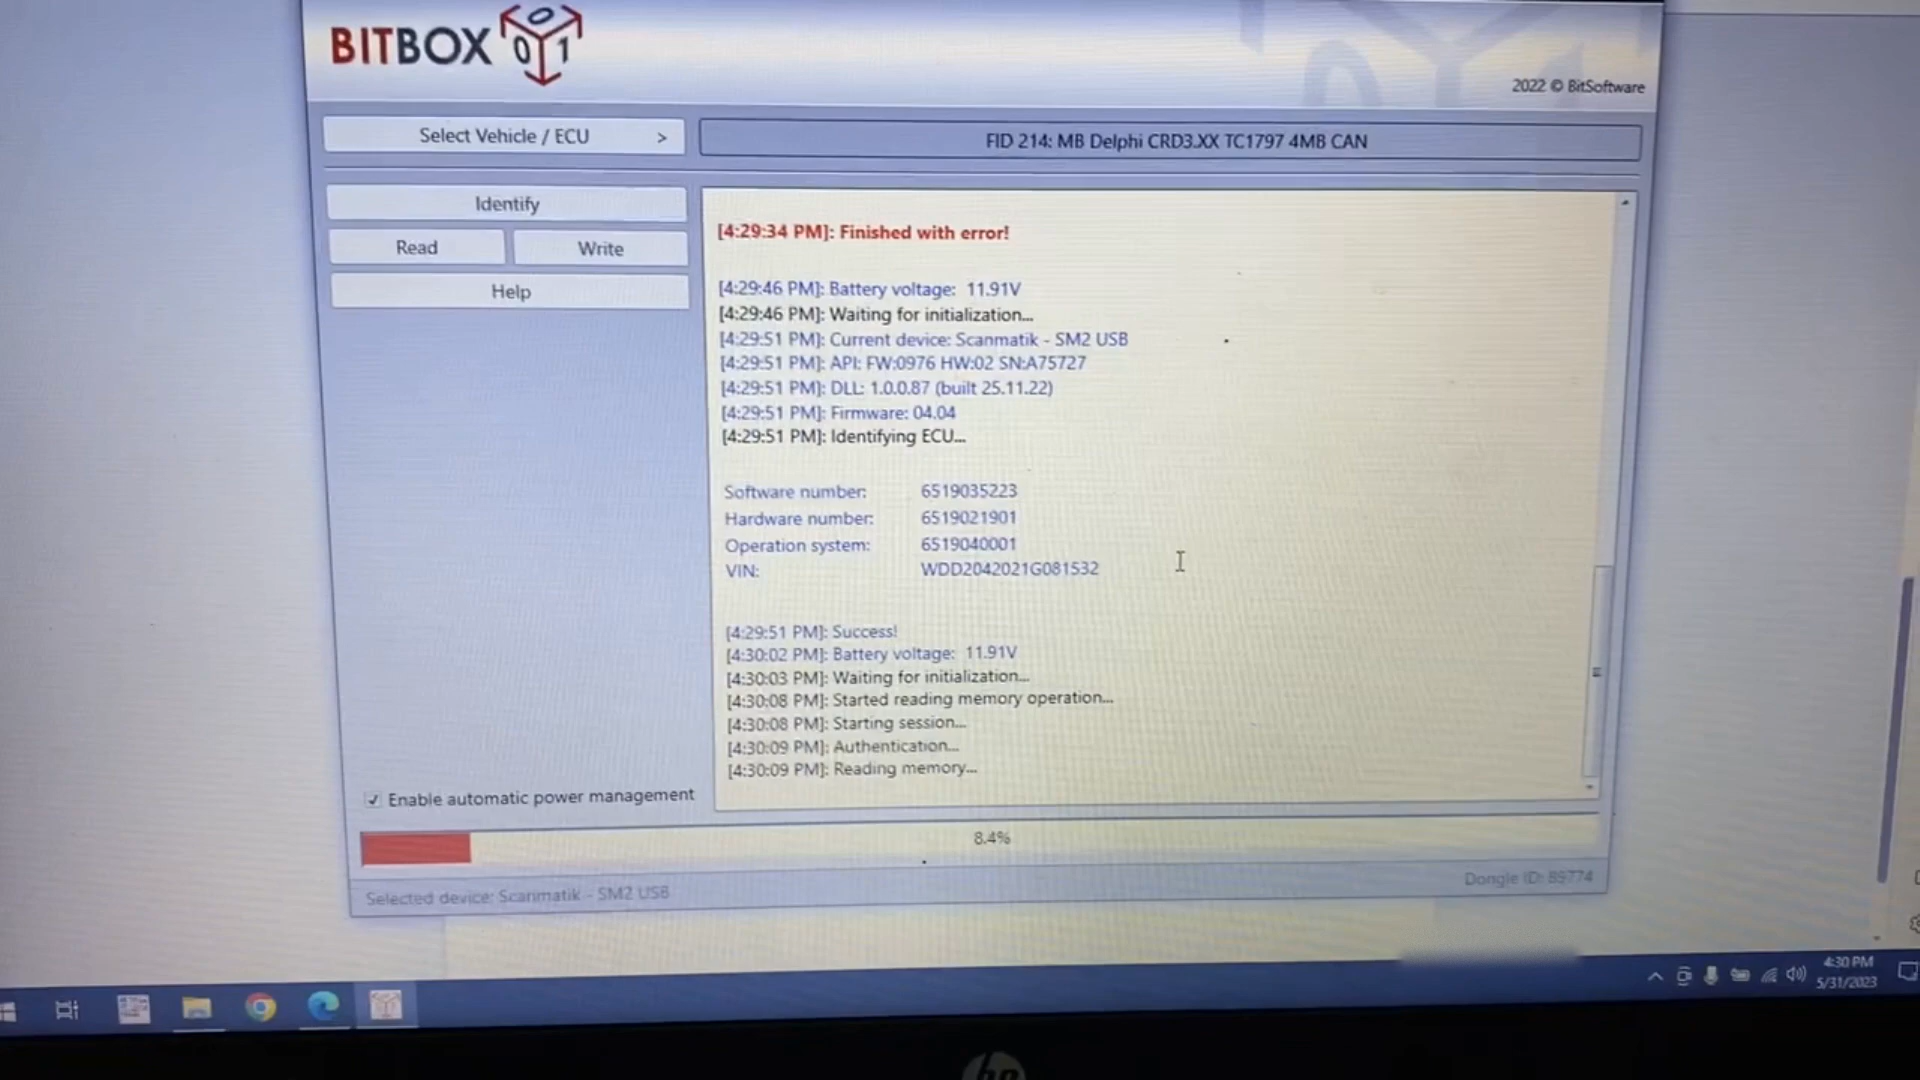 BITBOX 0 0 1
2022 © BitSoftware
Select Vehicle / ECU >
FID 214: MB Delphi CRD3.XX TC1797 4MB CAN
Identify
Read
Write
Help
[4:29:34 PM]: Finished with error!
[4:29:46 PM]: Battery voltage: 11.91V
[4:29:46 PM]: Waiting for initialization...
[4:29:51 PM]: Current device: Scanmatik - SM2 USB
[4:29:51 PM]: API: FW:0976 HW:02 SN:A75727
[4:29:51 PM]: DLL: 1.0.0.87 (built 25.11.22)
[4:29:51 PM]: Firmware: 04.04
[4:29:51 PM]: Identifying ECU...
Software number: 6519035223
Hardware number: 6519021901
Operation system: 6519040001
VIN: WDD2042021G081532
[4:29:51 PM]: Success!
[4:30:02 PM]: Battery voltage: 11.91V
[4:30:03 PM]: Waiting for initialization...
[4:30:08 PM]: Started reading memory operation...
[4:30:08 PM]: Starting session...
[4:30:09 PM]: Authentication...
[4:30:09 PM]: Reading memory...
Enable automatic power management
8.4%
Selected device: Scanmatik - SM2 USB
Dongle ID: 89774
4:30 PM
5/31/2023
hp